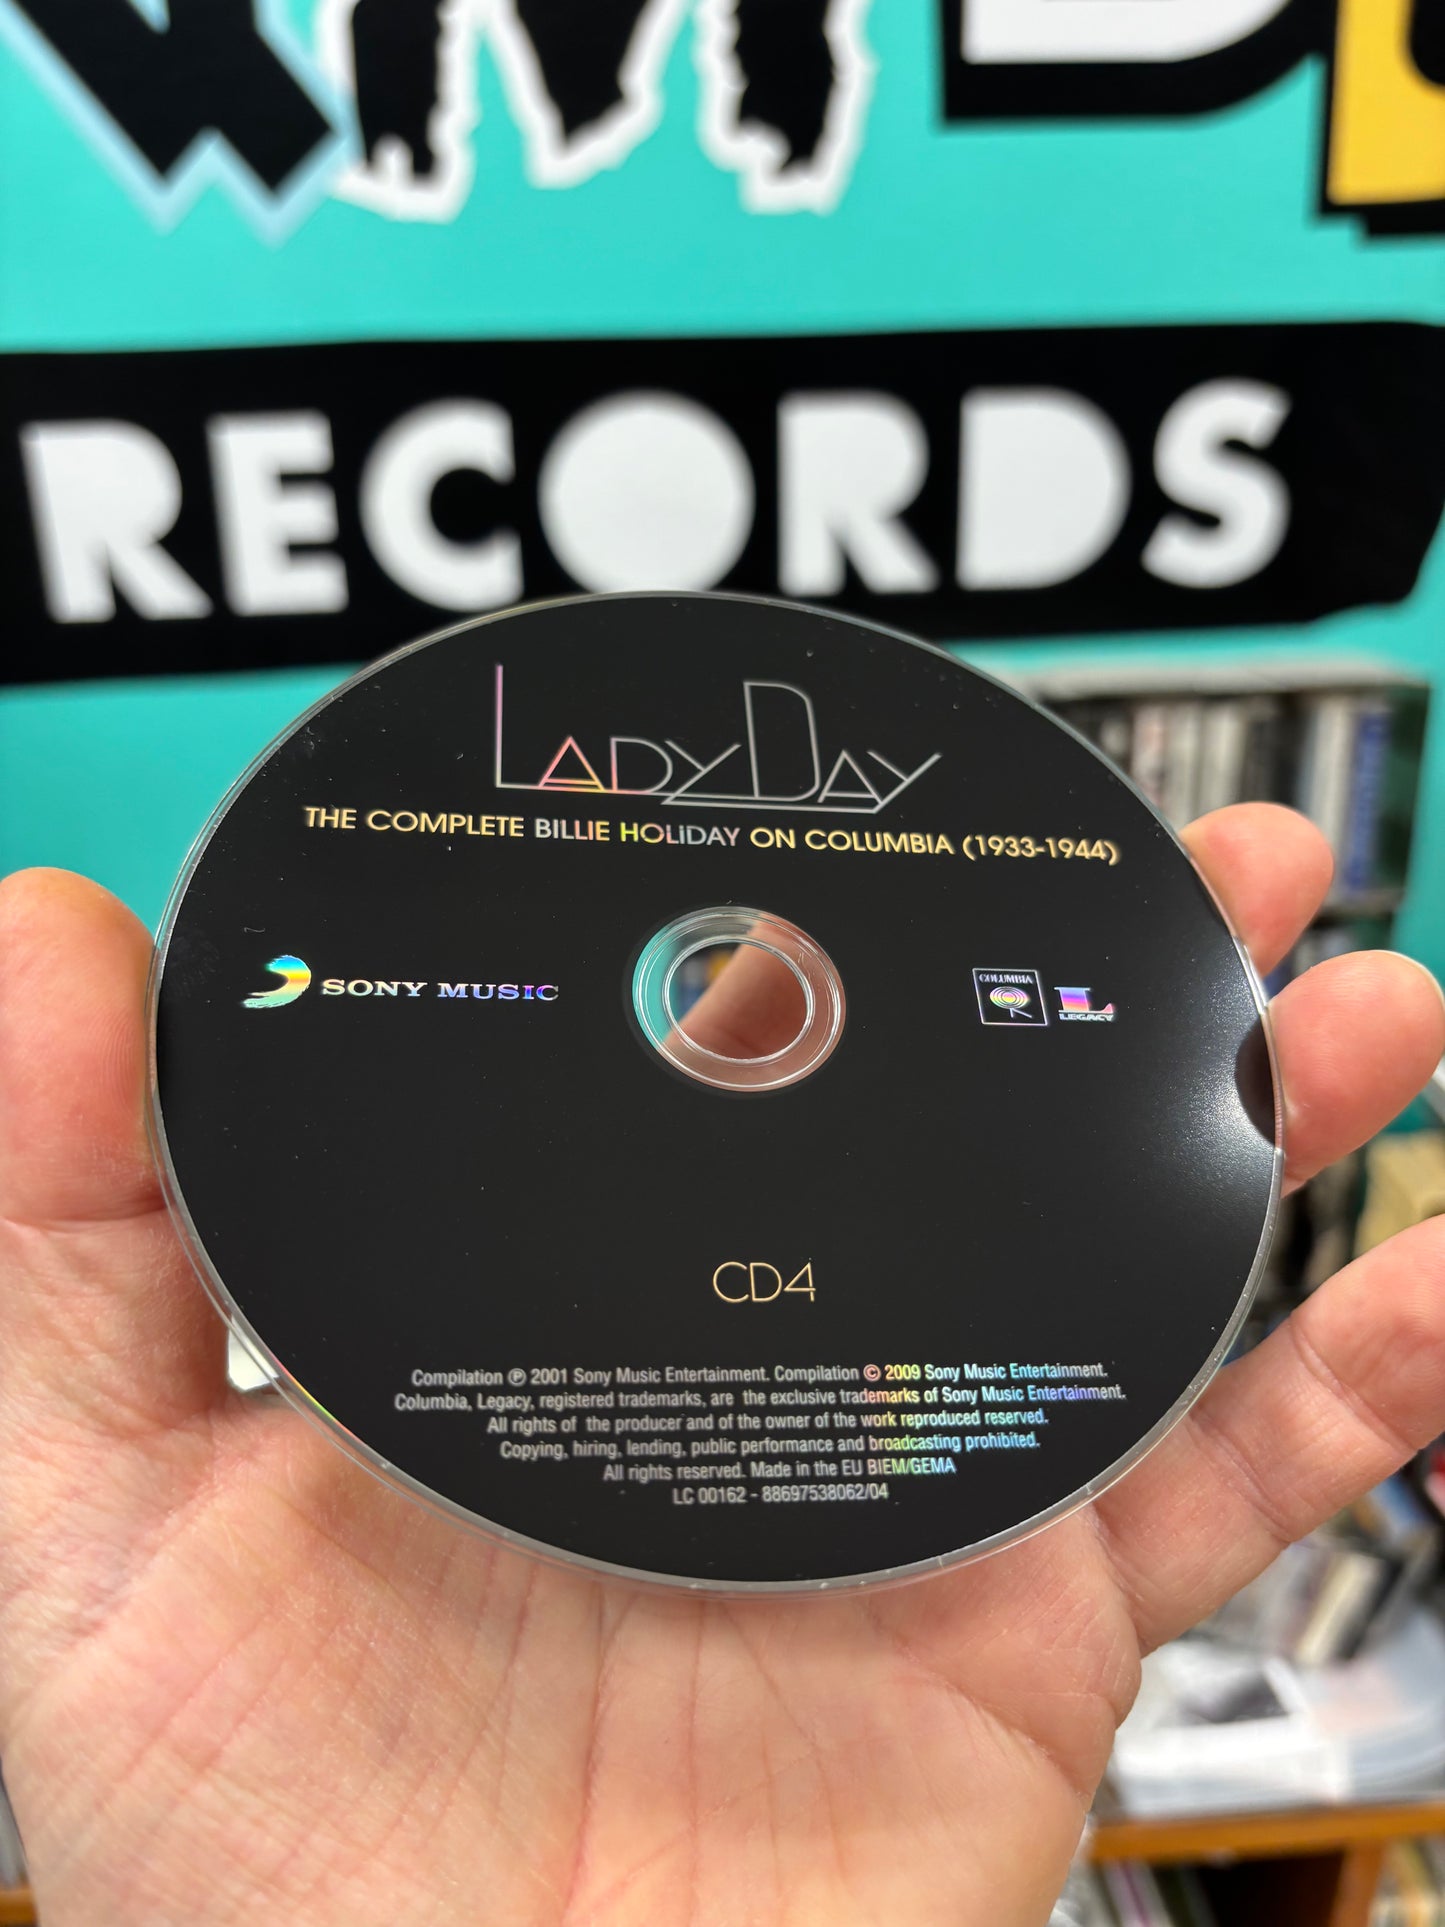 RECORDS
LADY DAY
THE COMPLETE BILLIE HOLiDAY ON COLUMBIA (1933-1944)
SONY MUSIC
COLUMBIA
LEGACY
CD4
Compilation ℗ 2001 Sony Music Entertainment. Compilation © 2009 Sony Music Entertainment.
Columbia, Legacy, registered trademarks, are the exclusive trademarks of Sony Music Entertainment.
All rights of the producer and of the owner of the work reproduced reserved.
Copying, hiring, lending, public performance and broadcasting prohibited.
All rights reserved. Made in the EU BIEM/GEMA
LC 00162 - 88697538062/04